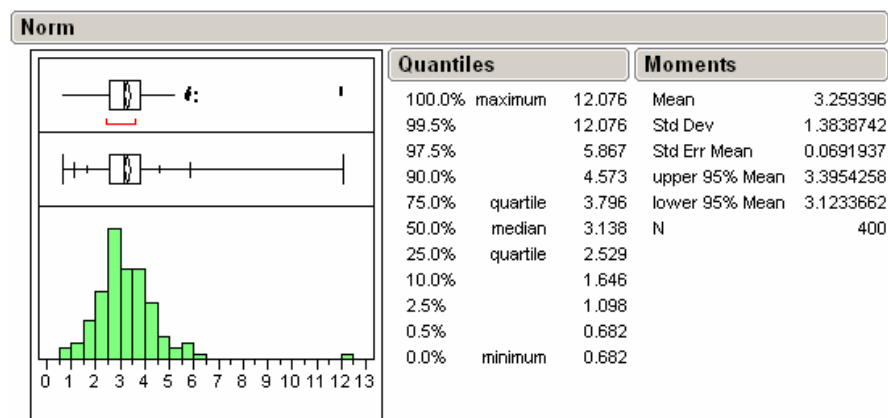 Norm
Quantiles
100.0% maximum 12.076
99.5% 12.076
97.5% 5.867
90.0% 4.573
75.0% quartile 3.796
50.0% median 3.138
25.0% quartile 2.529
10.0% 1.646
2.5% 1.098
0.5% 0.682
0.0% minimum 0.682
Moments
Mean 3.259396
Std Dev 1.3838742
Std Err Mean 0.0691937
upper 95% Mean 3.3954258
lower 95% Mean 3.1233662
N 400
0 1 2 3 4 5 6 7 8 9 10 11 12 13